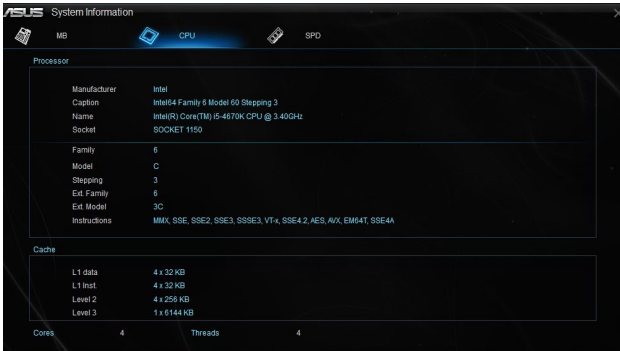 ASUS System Information
MB CPU SPD
Processor
Manufacturer Intel
Caption Intel64 Family 6 Model 60 Stepping 3
Name Intel(R) Core(TM) i5-4670K CPU @ 3.40GHz
Socket SOCKET 1150
Family 6
Model C
Stepping 3
Ext. Family 6
Ext. Model 3C
Instructions MMX, SSE, SSE2, SSE3, SSSE3, VT-x, SSE4.2, AES, AVX, EM64T, SSE4A
Cache
L1 data 4 x 32 KB
L1 Inst. 4 x 32 KB
Level 2 4 x 256 KB
Level 3 1 x 6144 KB
Cores 4 Threads 4